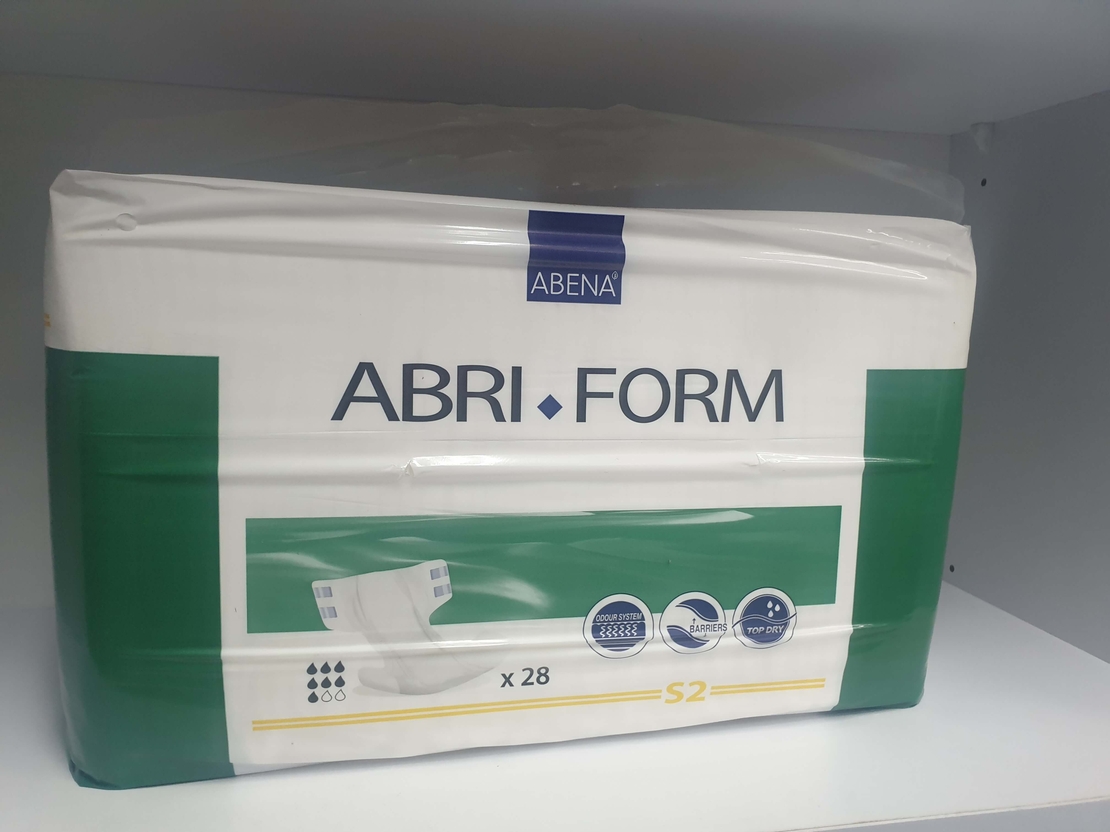 ABENA
ABRI FORM
ODOUR SYSTEM
BARRIERS
TOP DRY
x 28
S2